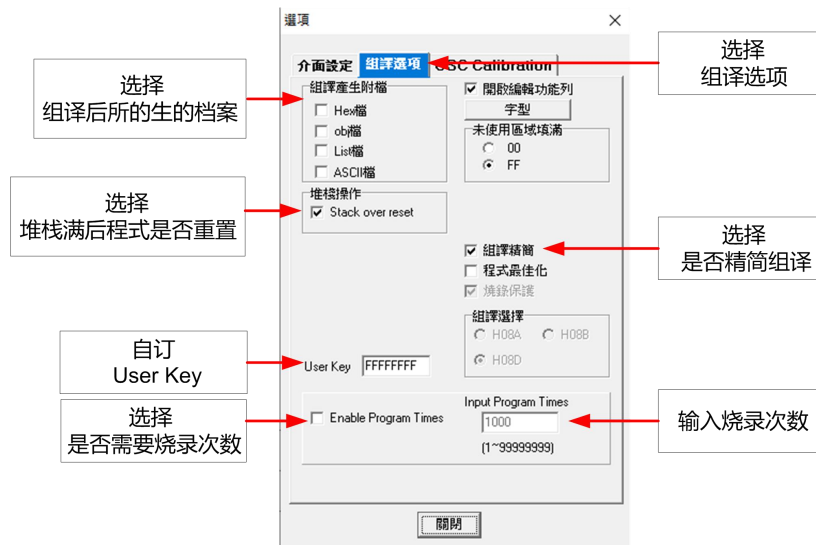 選項
介面設定
組譯選項
OSC Calibration
选择
组译选项
选择
组译后所的生的档案
組譯產生附檔
Hex檔
obj檔
List檔
ASCII檔
開啟編輯功能列
字型
未使用區域填滿
00
FF
选择
堆栈满后程式是否重置
堆棧操作
Stack over reset
組譯精簡
程式最佳化
燒錄保護
选择
是否精简组译
組譯選擇
H08A
H08B
H08D
自订
User Key
User Key
FFFFFFFF
选择
是否需要烧录次数
Enable Program Times
Input Program Times
1000
(1~99999999)
输入烧录次数
關閉